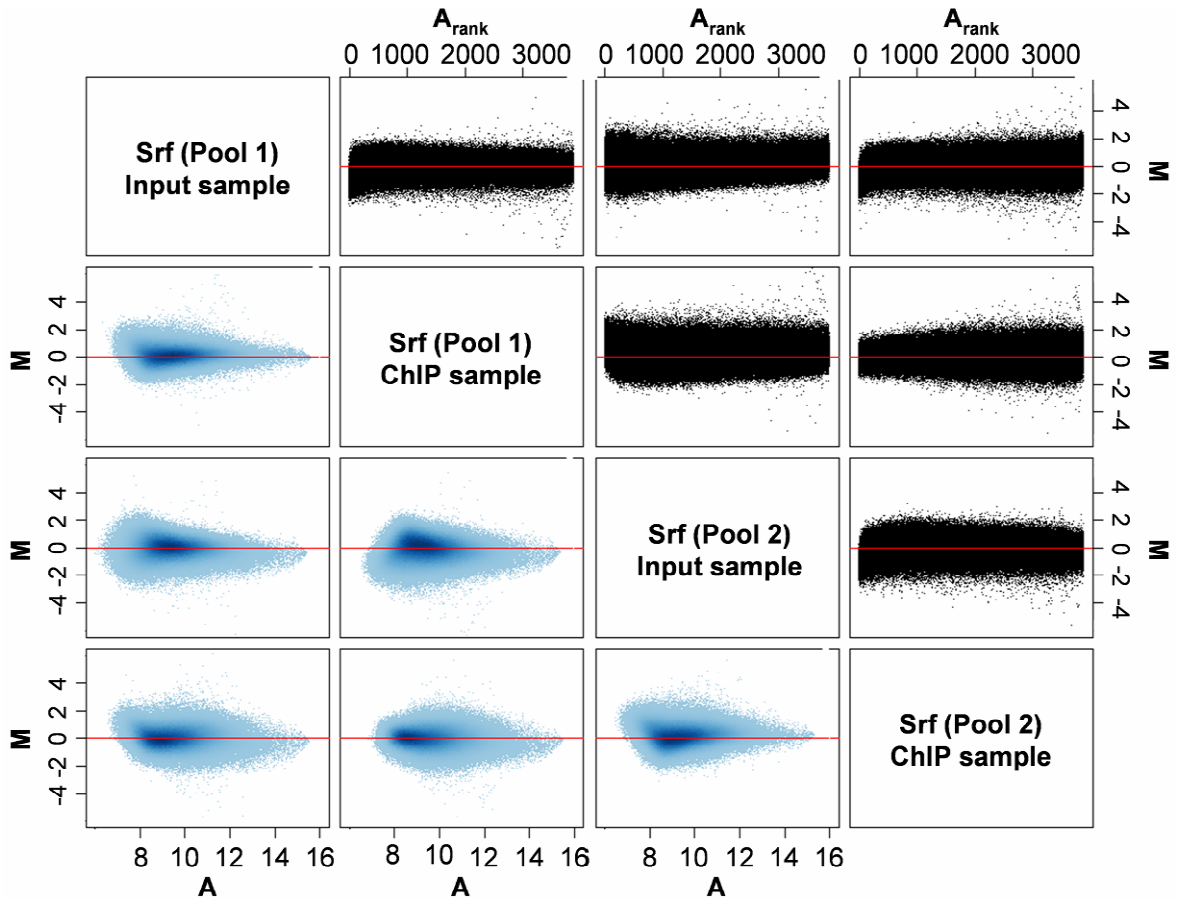 Arank Arank Arank
0 1000 2000 3000 0 1000 2000 3000 0 1000 2000 3000
Srf (Pool 1)
Input sample
4 2 0 -2 -4 M
M 4 2 0 -2 -4
Srf (Pool 1)
ChIP sample
4 2 0 -2 -4 M
M 4 2 0 -2 -4
Srf (Pool 2)
Input sample
4 2 0 -2 -4 M
M 4 2 0 -2 -4
Srf (Pool 2)
ChIP sample
8 10 12 14 16 8 10 12 14 16 8 10 12 14 16
A A A